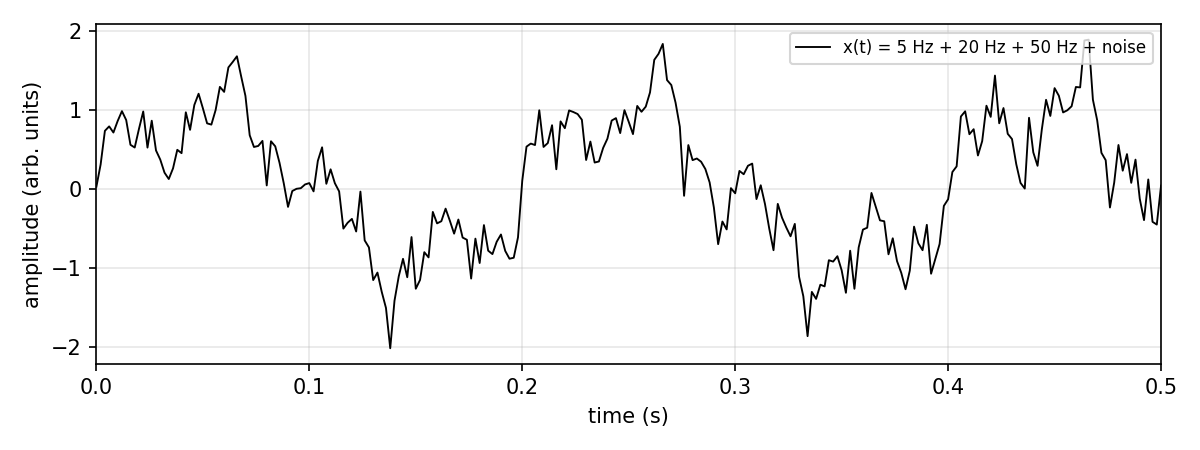 x(t) = 5 Hz + 20 Hz + 50 Hz + noise
amplitude (arb. units)
2
1
0
−1
−2
0.0 0.1 0.2 0.3 0.4 0.5
time (s)